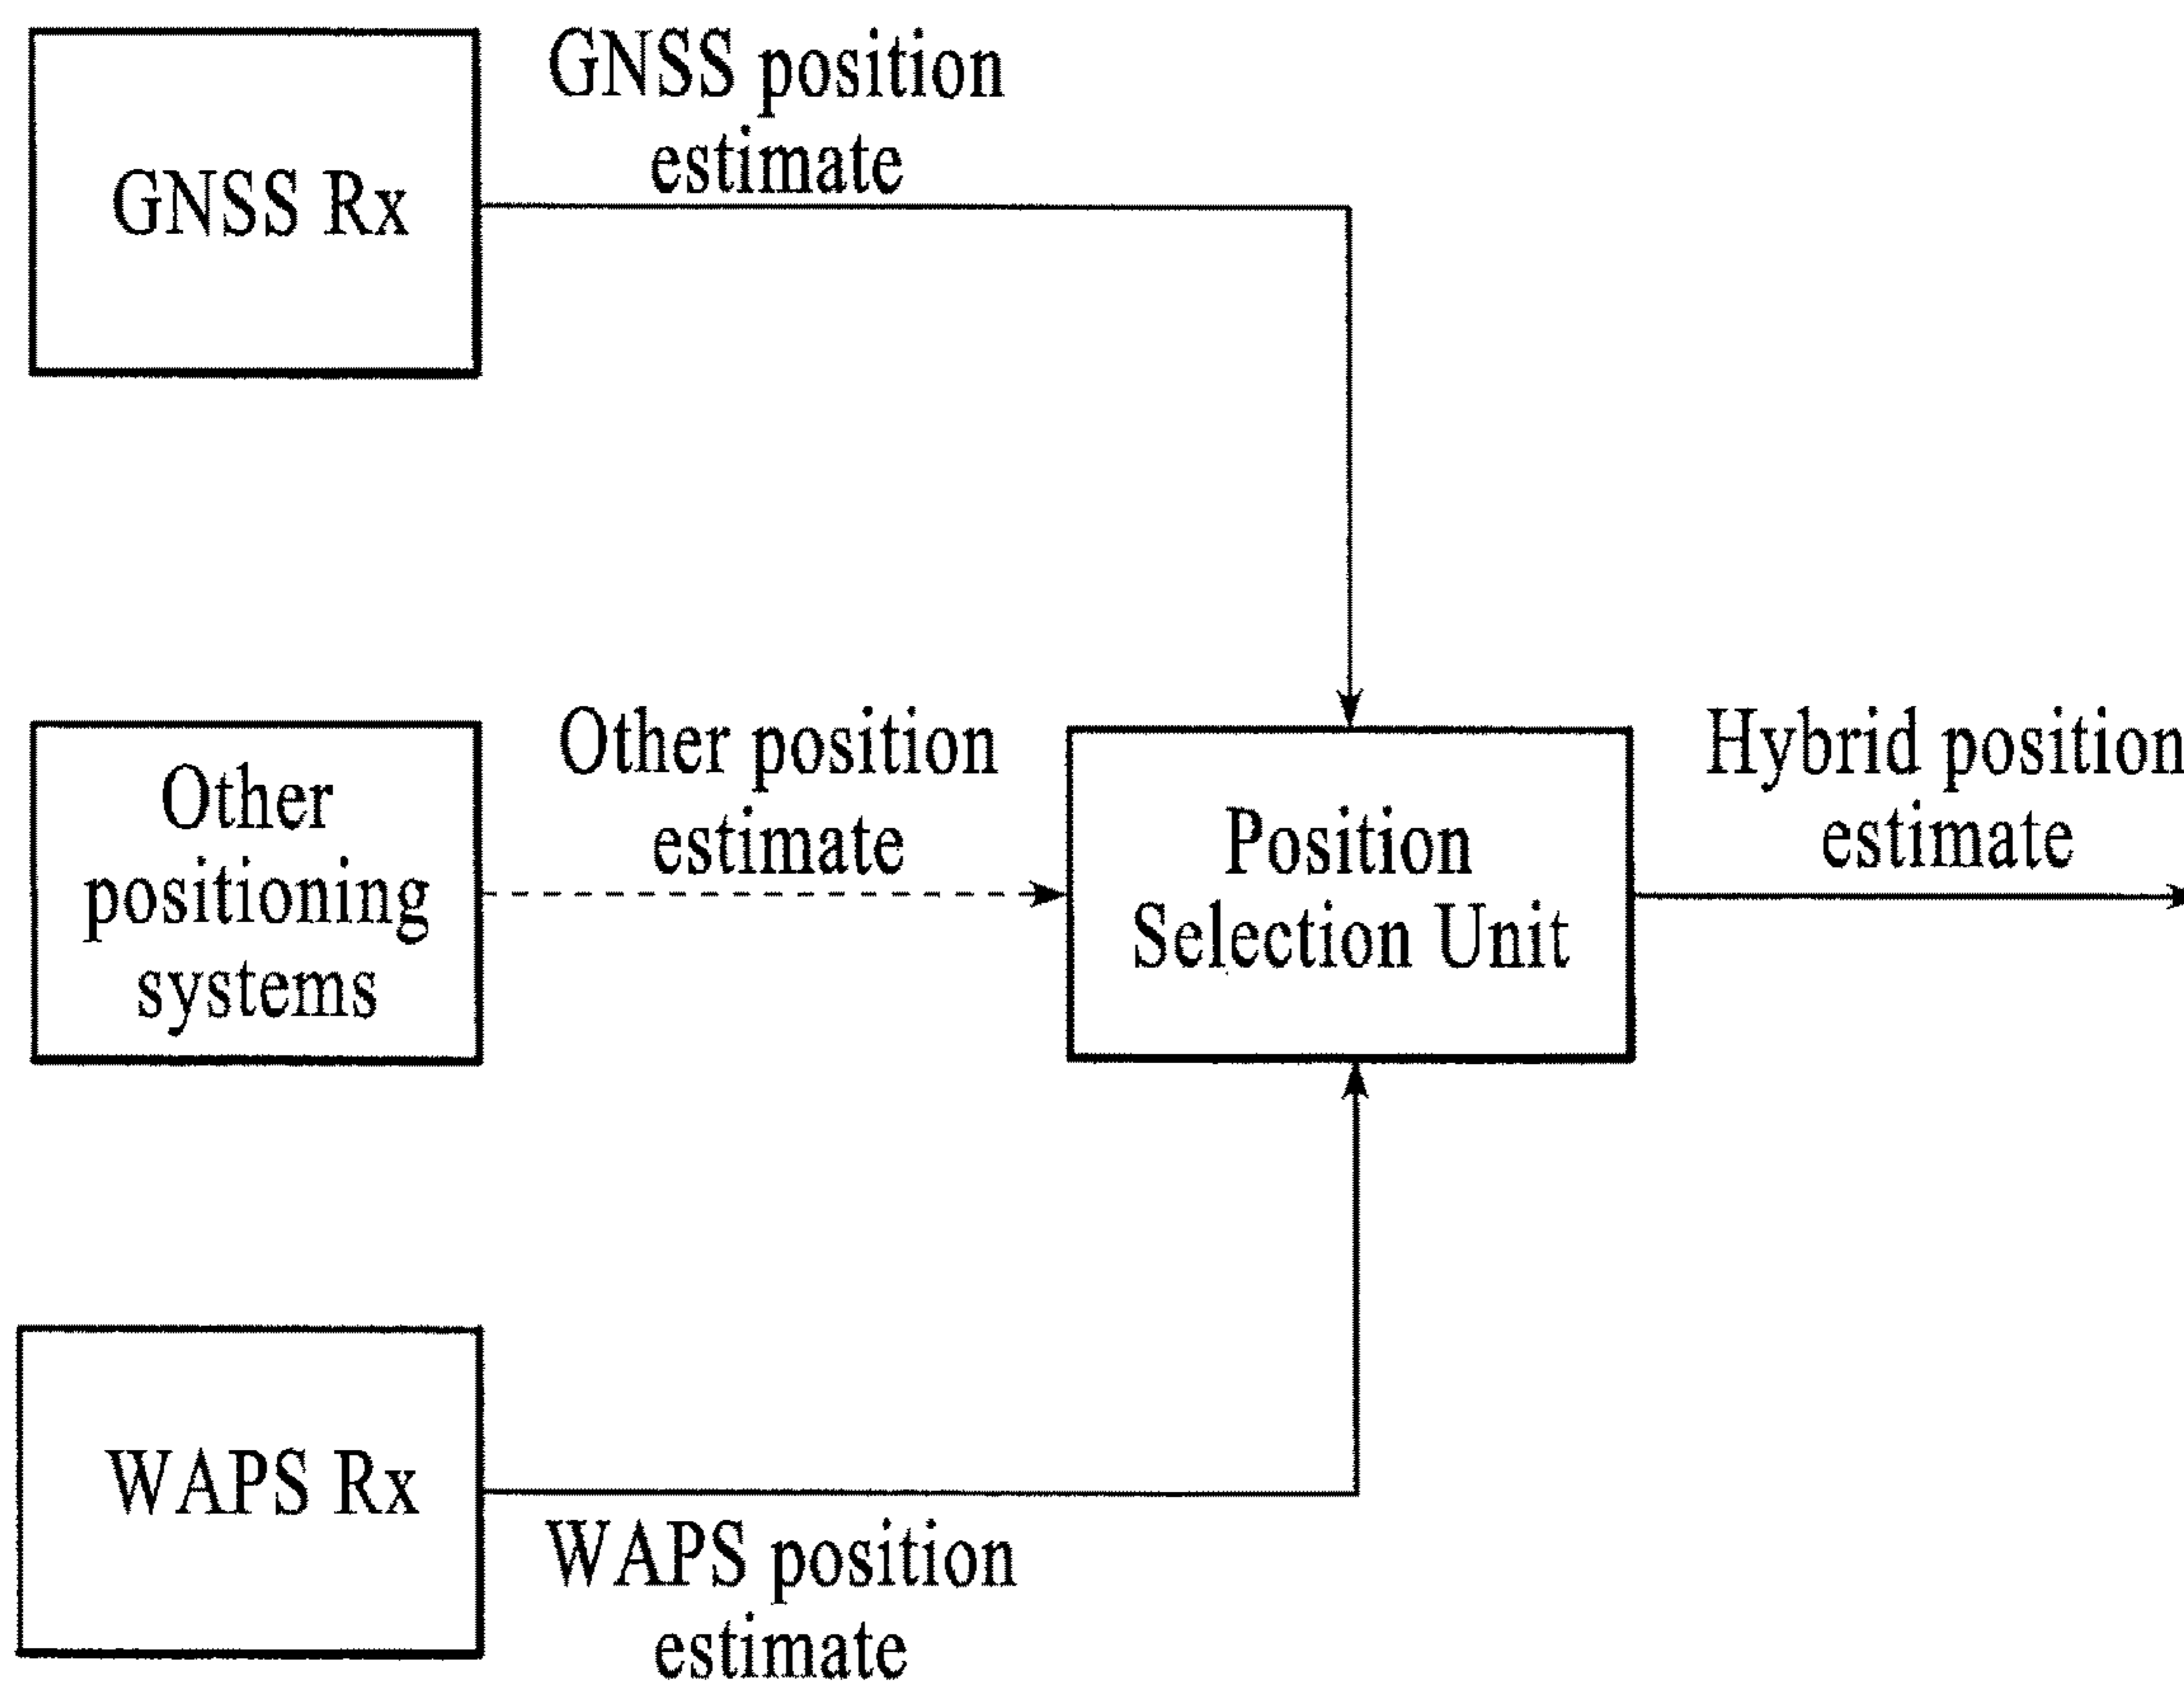 GNSS Rx
GNSS position
estimate
Other
positioning
systems
Other position
estimate
Position
Selection Unit
Hybrid position
estimate
WAPS Rx
WAPS position
estimate